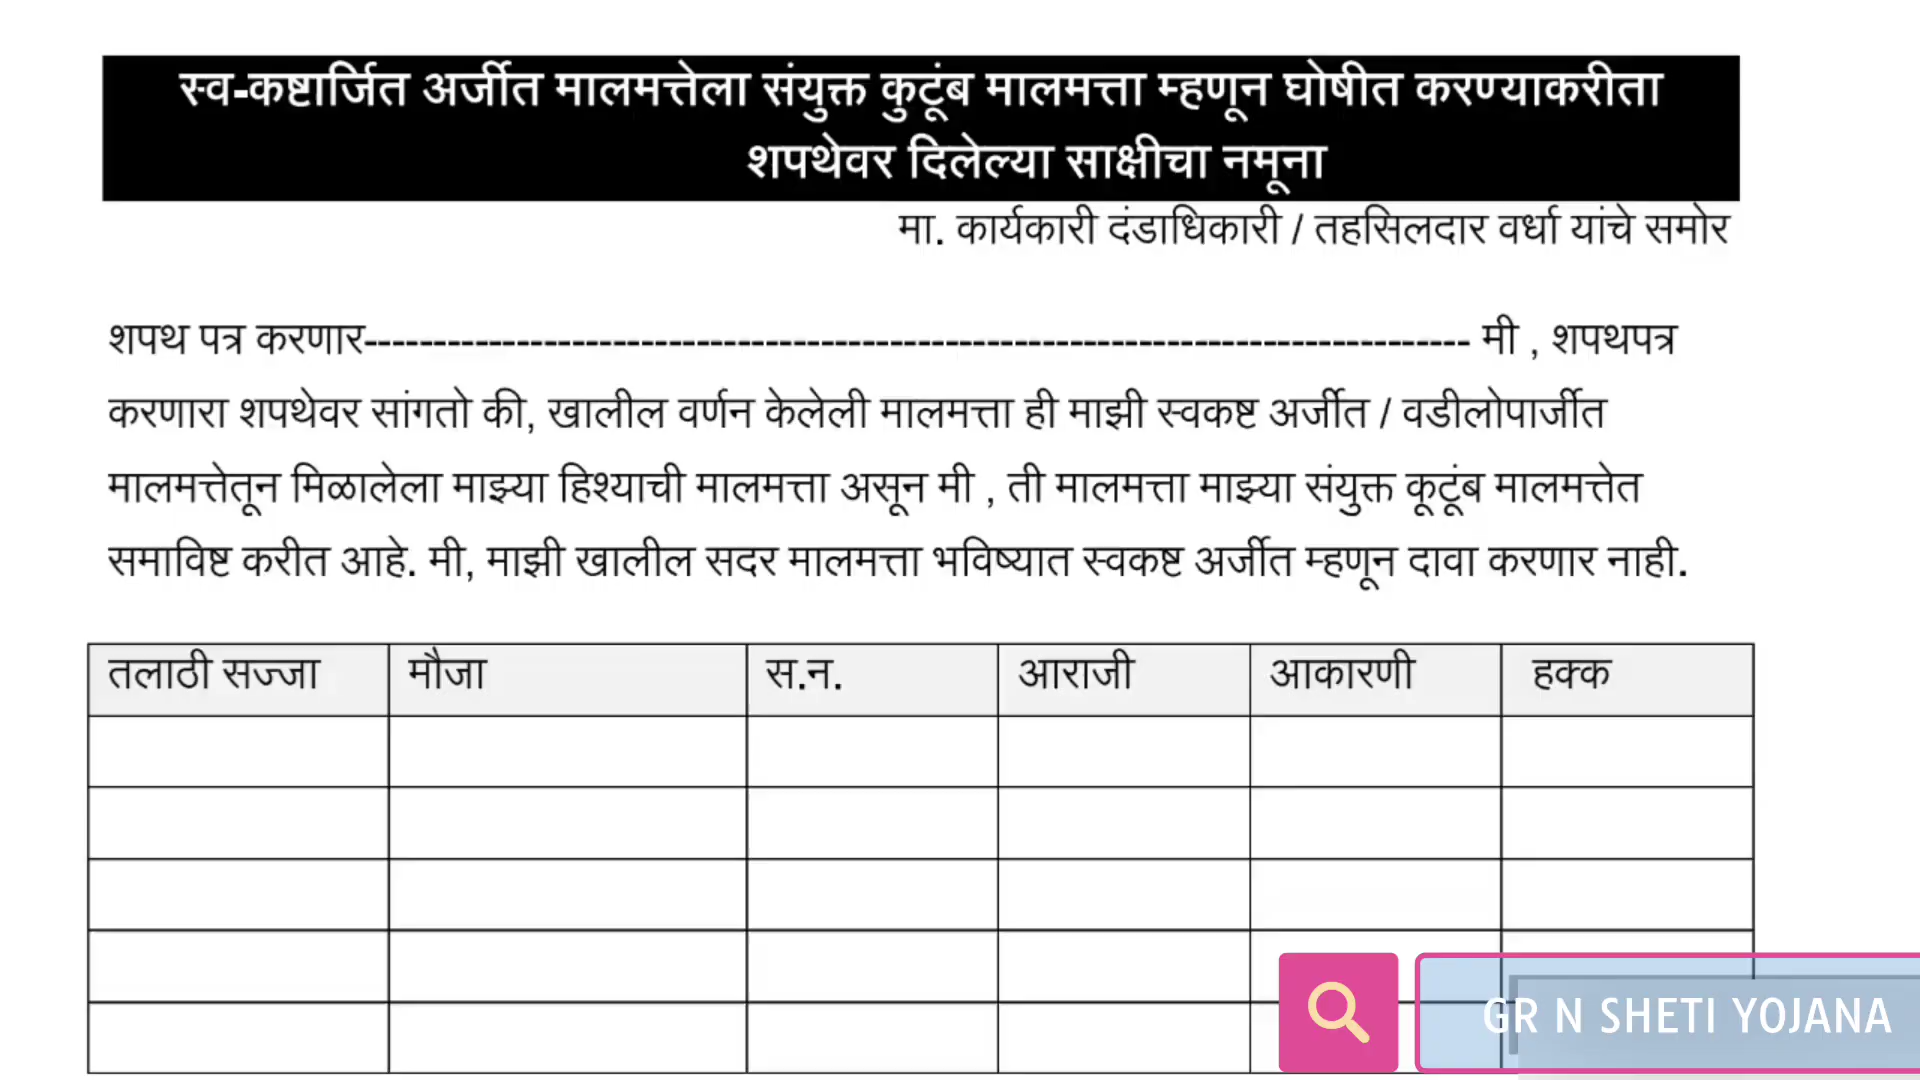 स्व-कष्टार्जित अर्जीत मालमत्तेला संयुक्त कुटूंब मालमत्ता म्हणून घोषीत करण्याकरीता
शपथेवर दिलेल्या साक्षीचा नमूना
मा. कार्यकारी दंडाधिकारी / तहसिलदार वर्धा यांचे समोर
शपथ पत्र करणार-------------------------------------------------------------------------------- मी , शपथपत्र
करणारा शपथेवर सांगतो की, खालील वर्णन केलेली मालमत्ता ही माझी स्वकष्ट अर्जीत / वडीलोपार्जीत
मालमत्तेतून मिळालेला माझ्या हिश्याची मालमत्ता असून मी , ती मालमत्ता माझ्या संयुक्त कूटूंब मालमत्तेत
समाविष्ट करीत आहे. मी, माझी खालील सदर मालमत्ता भविष्यात स्वकष्ट अर्जीत म्हणून दावा करणार नाही.
तलाठी सज्जा मौजा स.न. आराजी आकारणी हक्क
GR N SHETI YOJANA